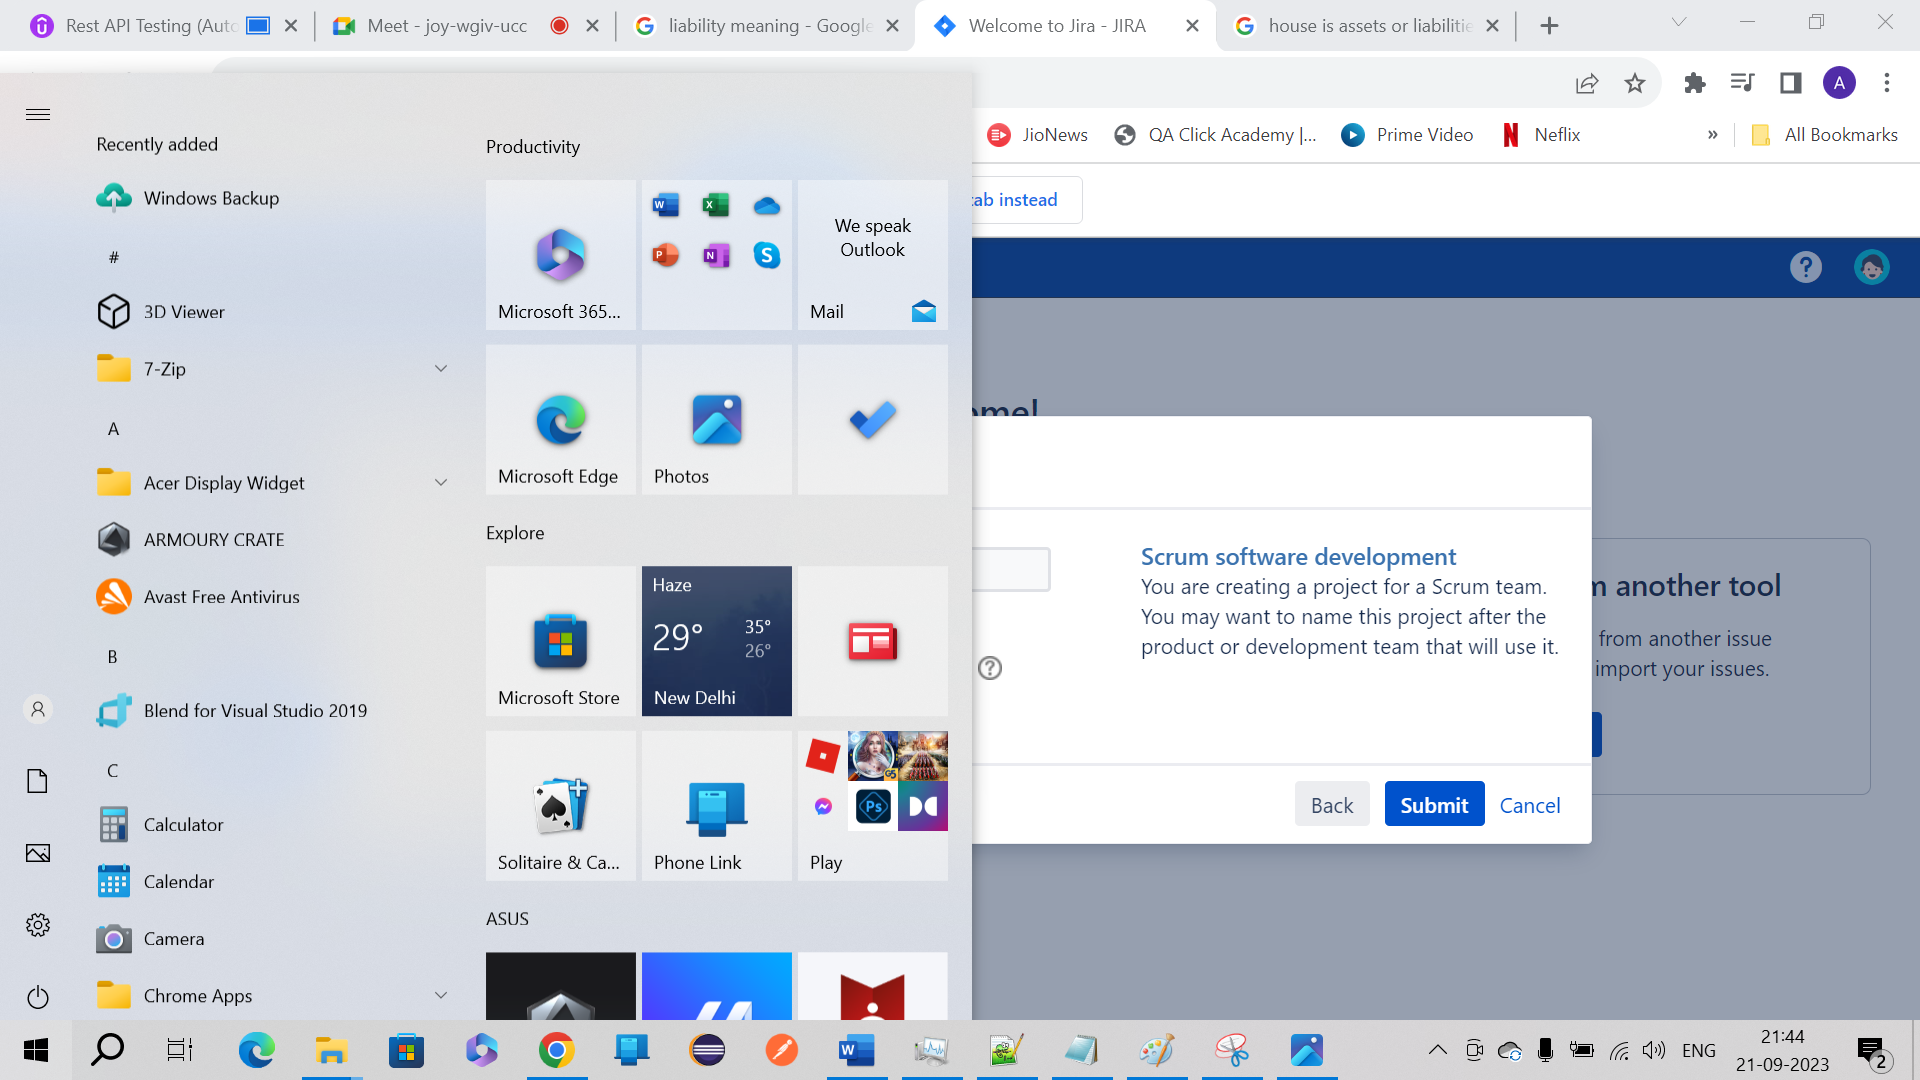 Rest API Testing (Auto
Meet - joy-wgiv-ucc
liability meaning - Google
Welcome to Jira - JIRA
house is assets or liabilitie
A
JioNews
QA Click Academy |...
Prime Video
Neflix
»
All Bookmarks
tab instead
Recently added
Windows Backup
#
3D Viewer
7-Zip
A
Acer Display Widget
ARMOURY CRATE
Avast Free Antivirus
B
Blend for Visual Studio 2019
C
Calculator
Calendar
Camera
Chrome Apps
Productivity
Microsoft 365...
We speak
Outlook
Mail
Microsoft Edge
Photos
Explore
Microsoft Store
Haze
29°
35°
26°
New Delhi
Solitaire & Ca...
Phone Link
Play
ASUS
ome!
Scrum software development
You are creating a project for a Scrum team.
You may want to name this project after the
product or development team that will use it.
m another tool
from another issue
import your issues.
Back
Submit
Cancel
ENG
21:44
21-09-2023
2